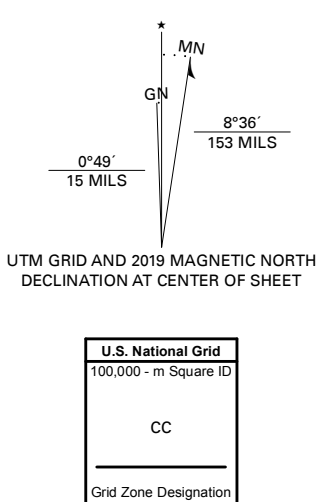 ★
MN
GN
8°36´
153 MILS
0°49´
15 MILS
UTM GRID AND 2019 MAGNETIC NORTH
DECLINATION AT CENTER OF SHEET
U.S. National Grid
100,000 - m Square ID
CC
Grid Zone Designation